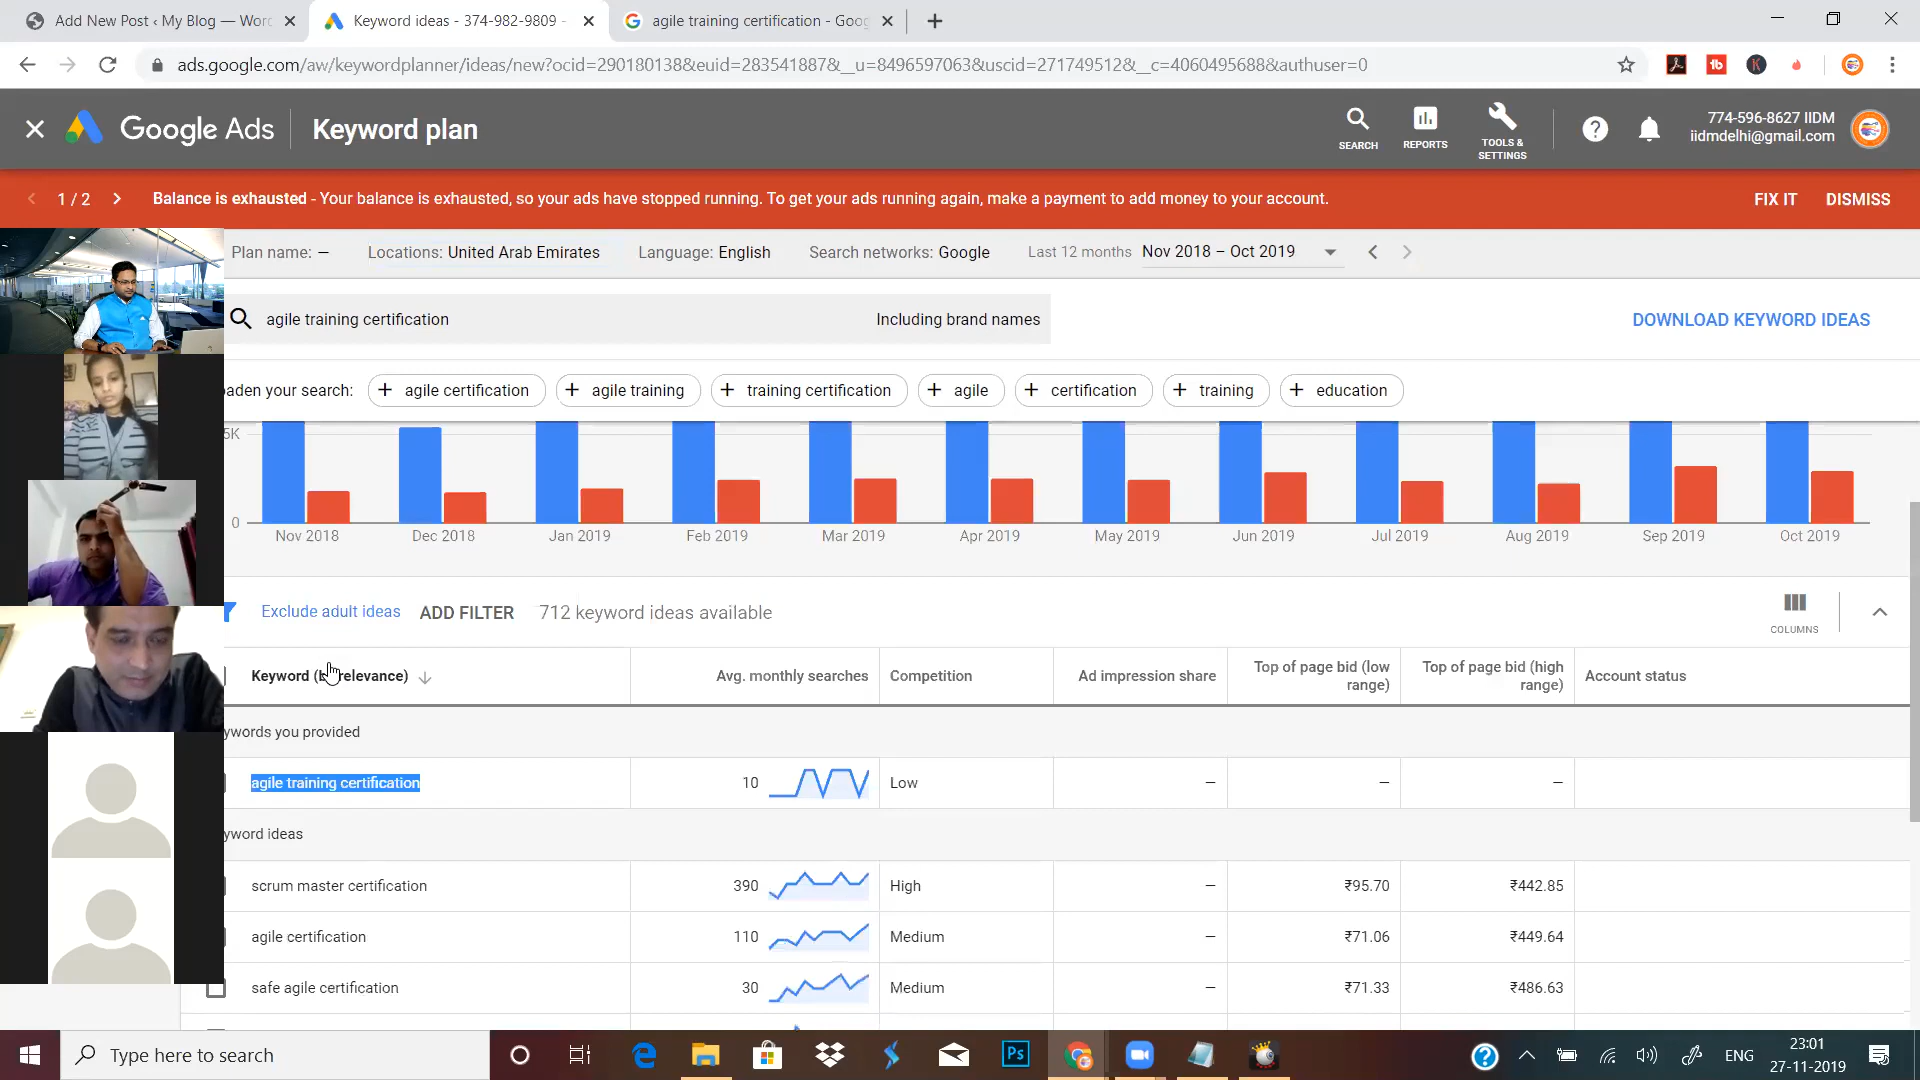 Add New Post ‹ My Blog — Wor
Keyword ideas - 374-982-9809 -
agile training certification - Goo
ads.google.com/aw/keywordplanner/ideas/new?ocid=290180138&euid=283541887&__u=8496597063&uscid=271749512&__c=4060495688&authuser=0
Google Ads
Keyword plan
SEARCH
REPORTS
TOOLS &
SETTINGS
774-596-8627 IIDM
iidmdelhi@gmail.com
1 / 2
Balance is exhausted - Your balance is exhausted, so your ads have stopped running. To get your ads running again, make a payment to add money to your account.
FIX IT
DISMISS
Plan name: –
Locations: United Arab Emirates
Language: English
Search networks: Google
Last 12 months
Nov 2018 – Oct 2019
agile training certification
Including brand names
DOWNLOAD KEYWORD IDEAS
aden your search:
agile certification
agile training
training certification
agile
certification
training
education
5K
0
Nov 2018
Dec 2018
Jan 2019
Feb 2019
Mar 2019
Apr 2019
May 2019
Jun 2019
Jul 2019
Aug 2019
Sep 2019
Oct 2019
Exclude adult ideas
ADD FILTER
712 keyword ideas available
COLUMNS
Keyword (b relevance)
Avg. monthly searches
Competition
Ad impression share
Top of page bid (low
range)
Top of page bid (high
range)
Account status
ywords you provided
agile training certification
10
Low
–
–
–
yword ideas
scrum master certification
390
High
–
₹95.70
₹442.85
agile certification
110
Medium
–
₹71.06
₹449.64
safe agile certification
30
Medium
–
₹71.33
₹486.63
Type here to search
Ps
ENG
23:01
27-11-2019